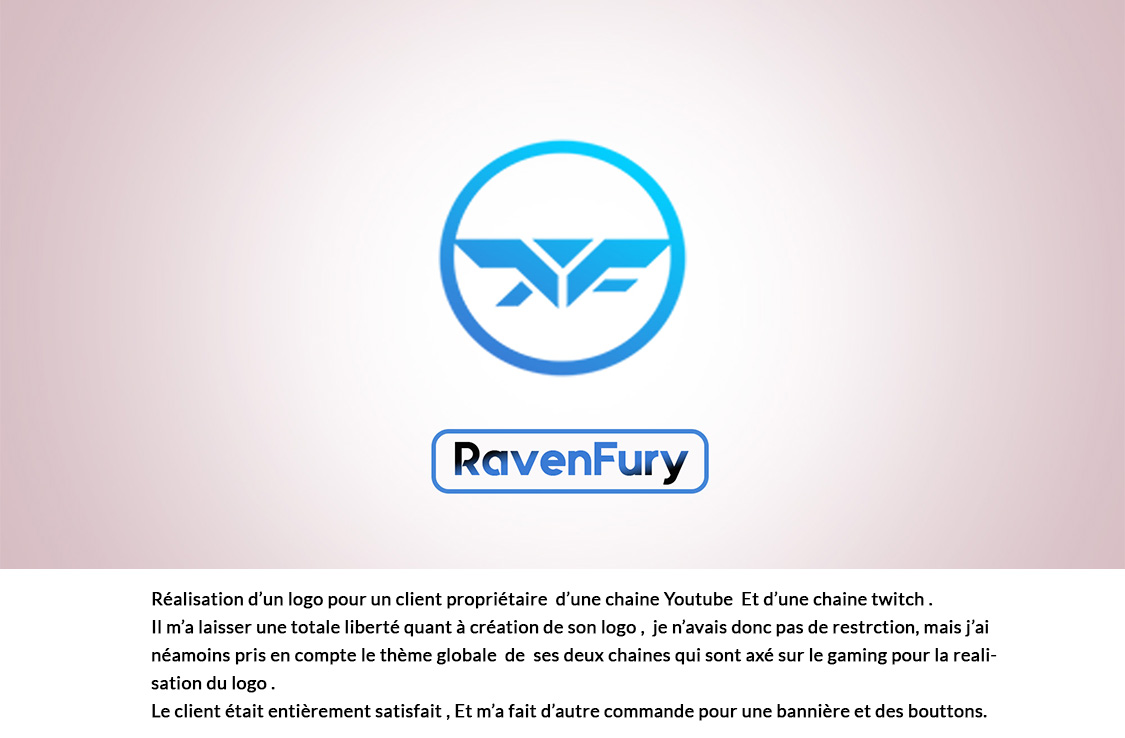 RavenFury
Réalisation d’un logo pour un client propriétaire d’une chaine Youtube Et d’une chaine twitch .
Il m’a laisser une totale liberté quant à création de son logo , je n’avais donc pas de restrction, mais j’ai
néamoins pris en compte le thème globale de ses deux chaines qui sont axé sur le gaming pour la reali-
sation du logo .
Le client était entièrement satisfait , Et m’a fait d’autre commande pour une bannière et des bouttons.